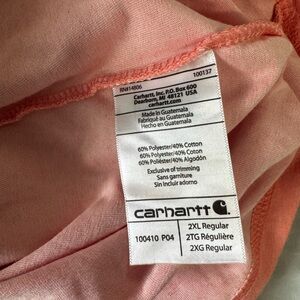 RN#14806 100137
Carhartt, Inc. P.O. Box 600
Dearborn, MI 48121 USA
carhartt.com
Made in Guatemala
Fabriqué au Guatemala
Hecho en Guatemala
60% Polyester/40% Cotton
60% Polyester/40% Coton
60% Poliéster/40% Algodón
Exclusive of trimming
Sans garniture
Sin incluir adorno
carhartt
100410 P04
2XL Regular
2TG Régulière
2XG Regular